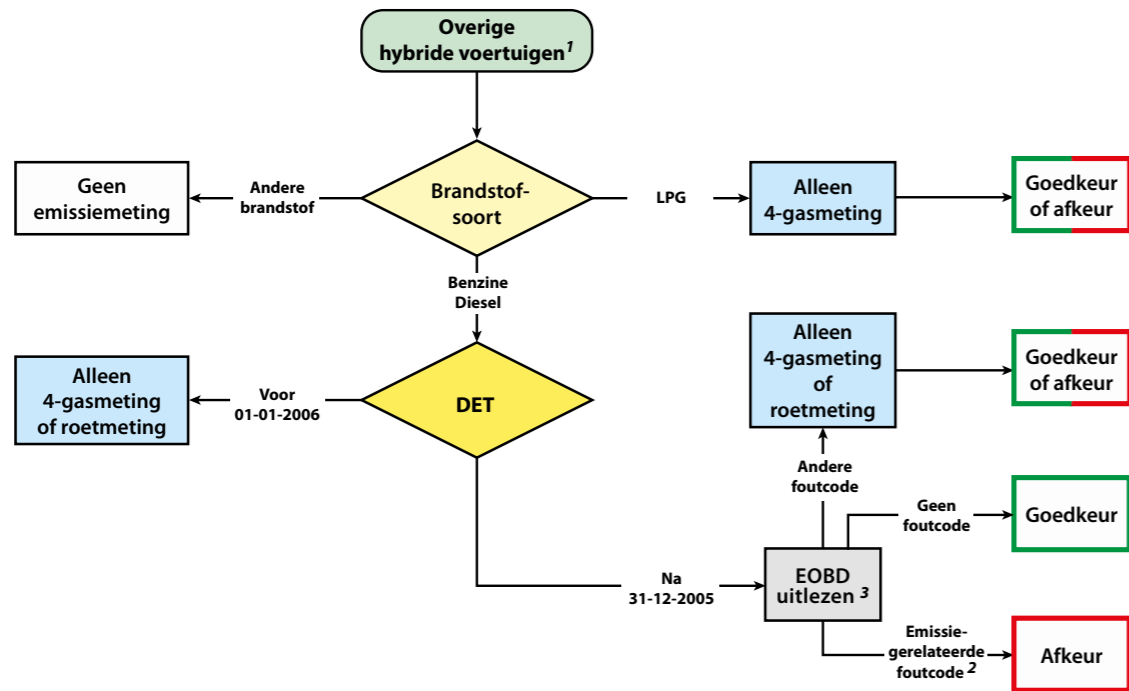 Overige
hybride voertuigen 1
Geen
emissiemeting
Andere
brandstof
Brandstof-
soort
LPG
Alleen
4-gasmeting
Goedkeur
of afkeur
Benzine
Diesel
Alleen
4-gasmeting
of roetmeting
Voor
01-01-2006
DET
Alleen
4-gasmeting
of
roetmeting
Goedkeur
of afkeur
Andere
foutcode
Geen
foutcode
Goedkeur
Na
31-12-2005
EOBD
uitlezen 3
Emissie-
gerelateerde
foutcode 2
Afkeur